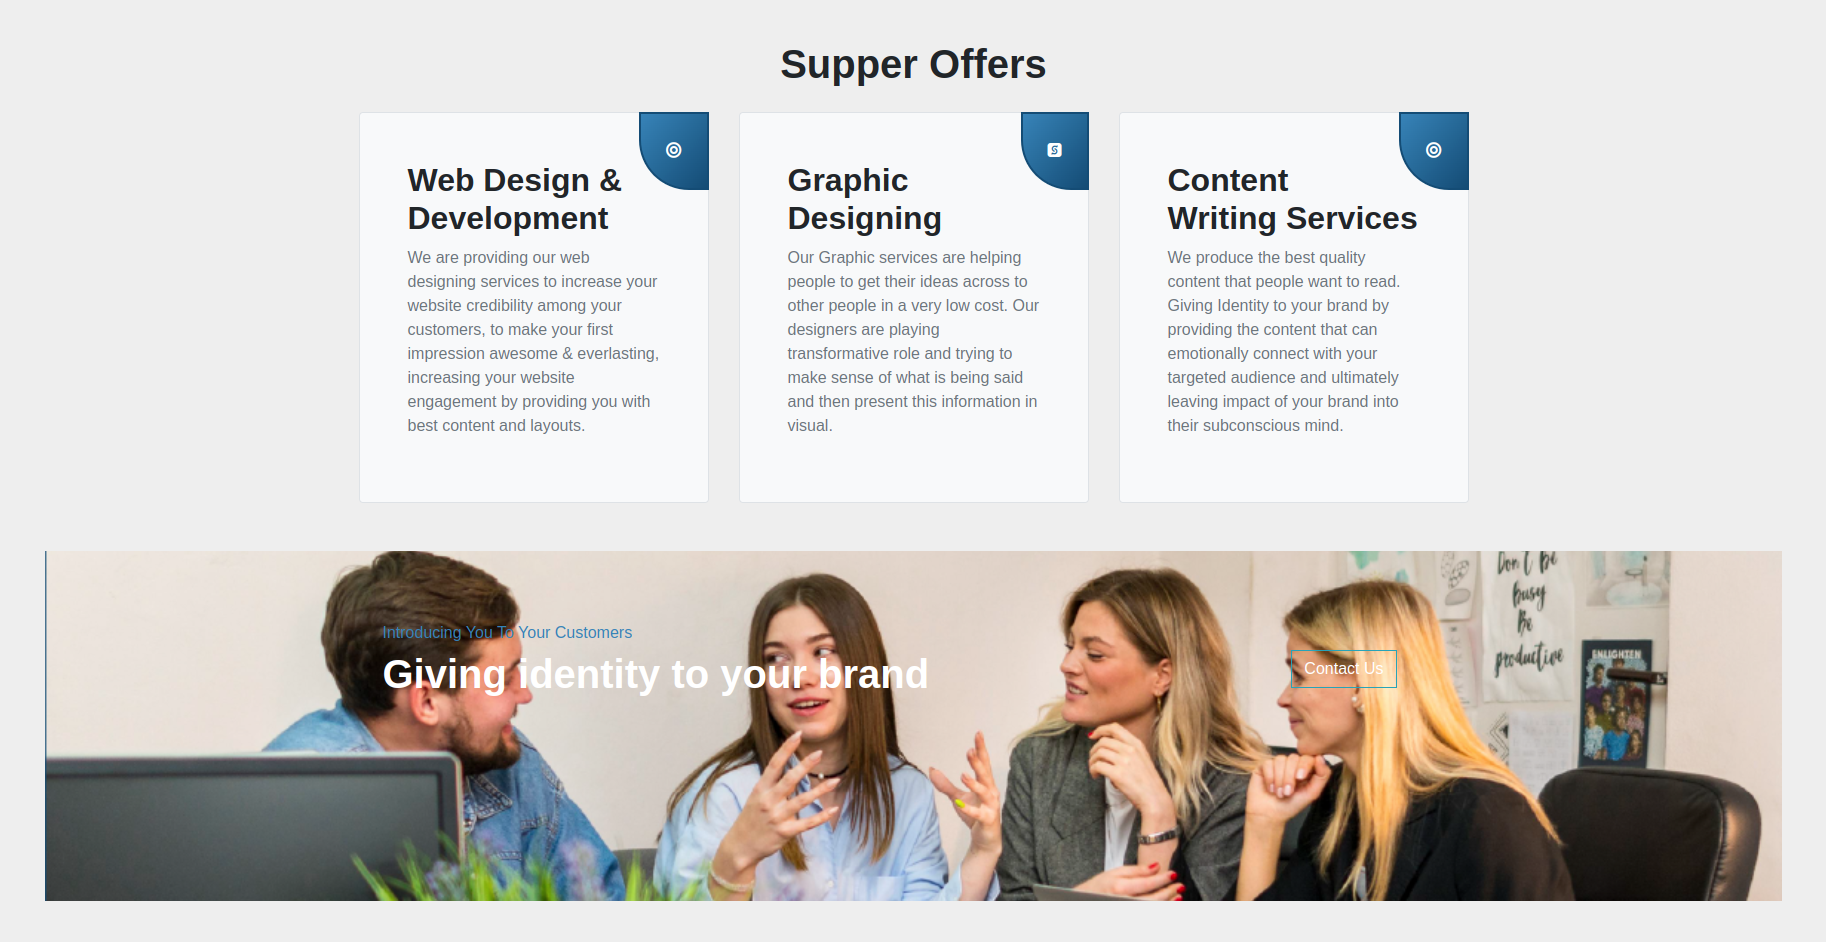 Supper Offers
Web Design &
Development
We are providing our web
designing services to increase your
website credibility among your
customers, to make your first
impression awesome & everlasting,
increasing your website
engagement by providing you with
best content and layouts.
Graphic
Designing
Our Graphic services are helping
people to get their ideas across to
other people in a very low cost. Our
designers are playing
transformative role and trying to
make sense of what is being said
and then present this information in
visual.
Content
Writing Services
We produce the best quality
content that people want to read.
Giving Identity to your brand by
providing the content that can
emotionally connect with your
targeted audience and ultimately
leaving impact of your brand into
their subconscious mind.
Introducing You To Your Customers
Giving identity to your brand
Contact Us
Don't Be
Busy
Be
productive
ENLIGHTEN